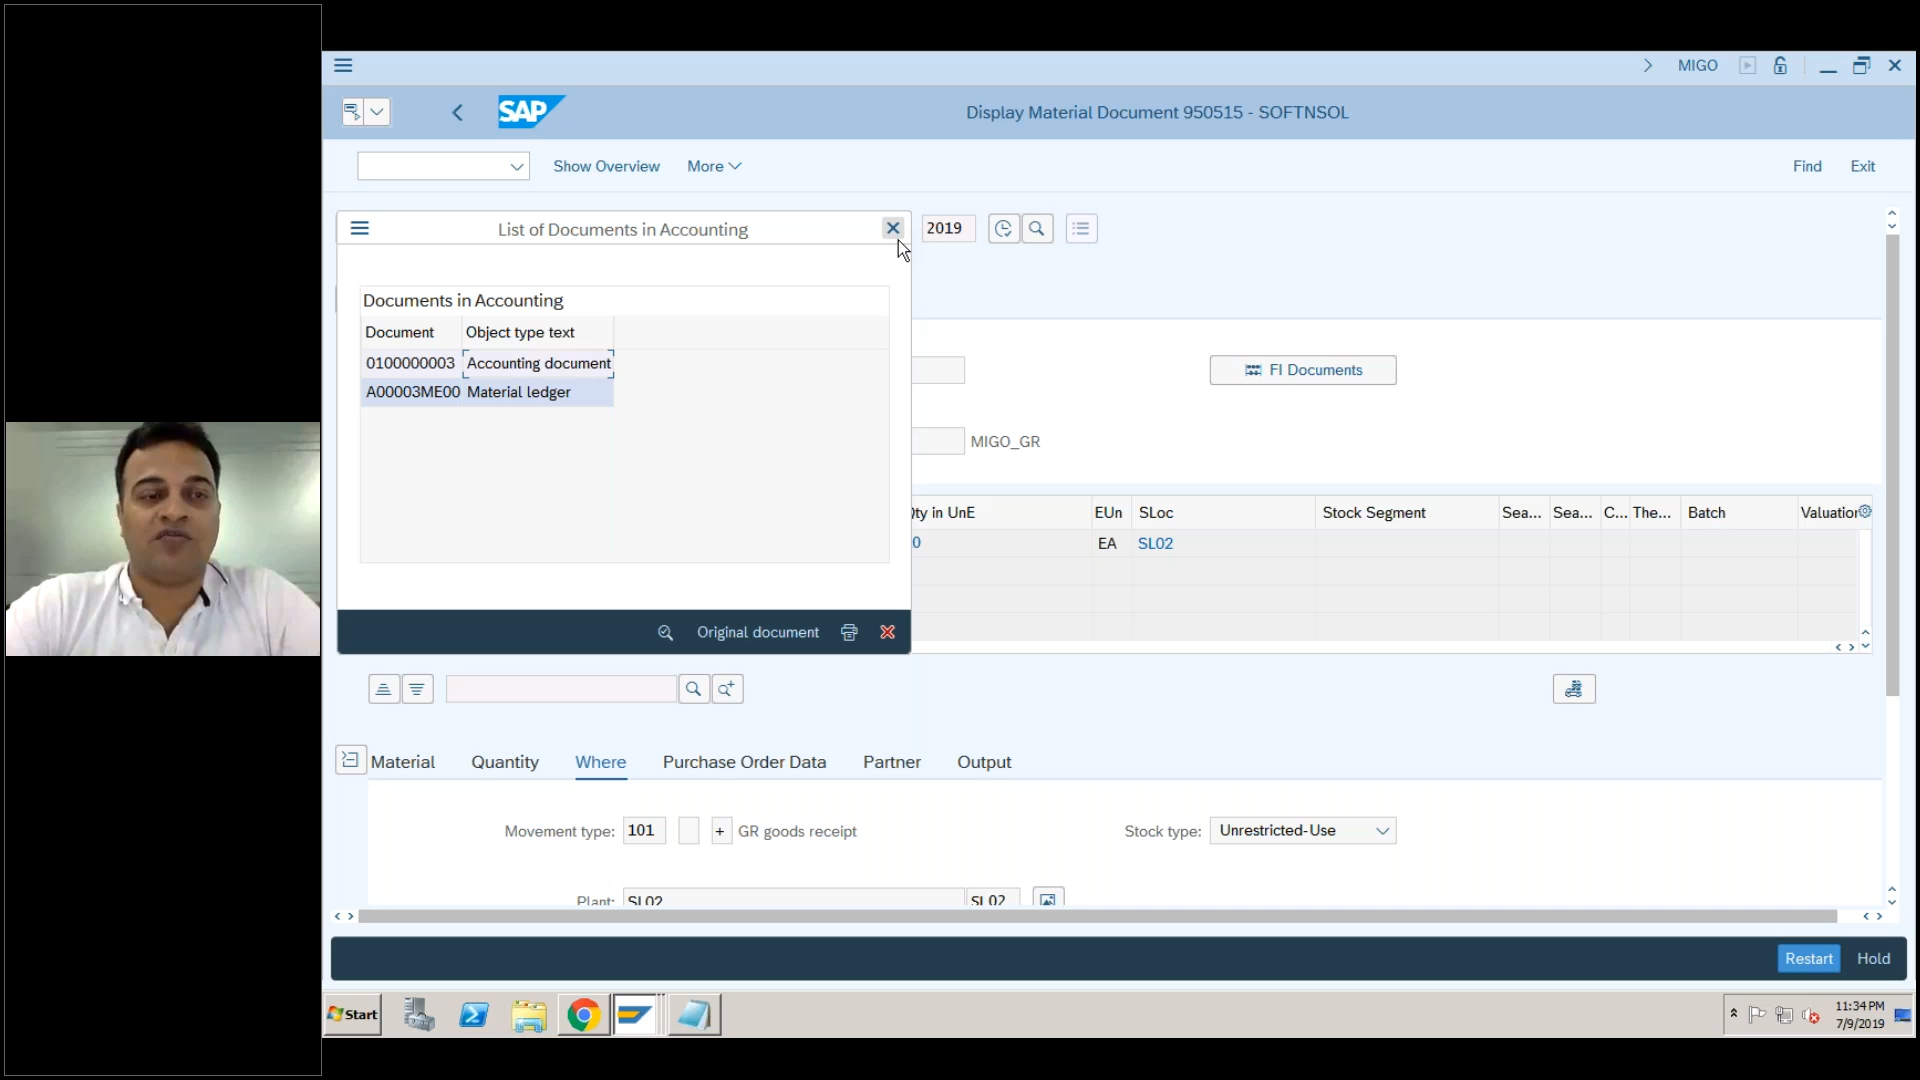 MIGO
SAP
Display Material Document 950515 - SOFTNSOL
Show Overview
More
Find
Exit
List of Documents in Accounting
2019
Documents in Accounting
Document
Object type text
0100000003
Accounting document
A00003ME00
Material ledger
Original document
FI Documents
MIGO_GR
ty in UnE
EUn
SLoc
Stock Segment
Sea...
Sea...
C...
The...
Batch
Valuation
0
EA
SL02
Material
Quantity
Where
Purchase Order Data
Partner
Output
Movement type:
101
+
GR goods receipt
Stock type:
Unrestricted-Use
Plant:
SL02
SL02
Restart
Hold
Start
11:34 PM
7/9/2019